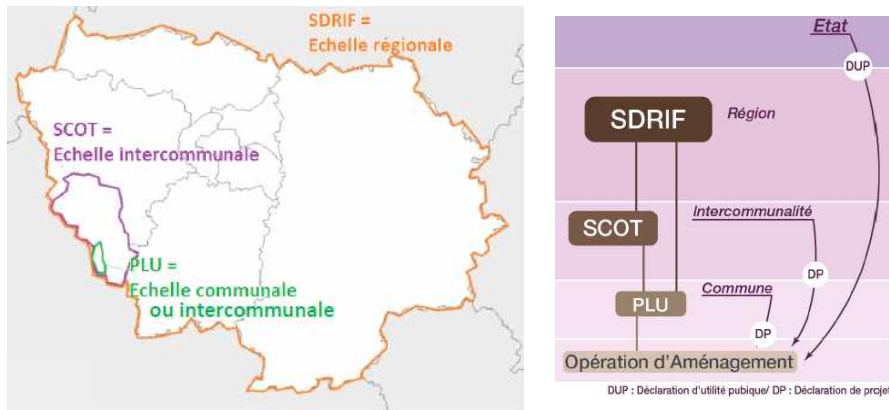 SDRIF =
Echelle régionale
SCOT =
Echelle intercommunale
PLU =
Echelle communale
ou intercommunale
Etat
DUP
SDRIF
Région
Intercommunalité
SCOT
DP
Commune
PLU
DP
Opération d'Aménagement
DUP : Déclaration d'utilité pubique/ DP : Déclaration de projet